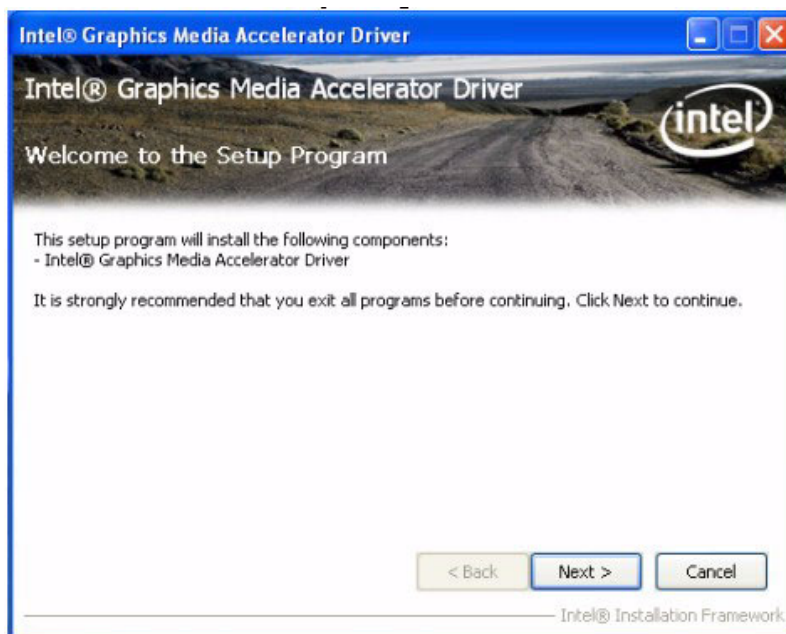 Intel® Graphics Media Accelerator Driver
Intel® Graphics Media Accelerator Driver
intel
Welcome to the Setup Program
This setup program will install the following components:
- Intel® Graphics Media Accelerator Driver
It is strongly recommended that you exit all programs before continuing. Click Next to continue.
< Back
Next >
Cancel
Intel® Installation Framework